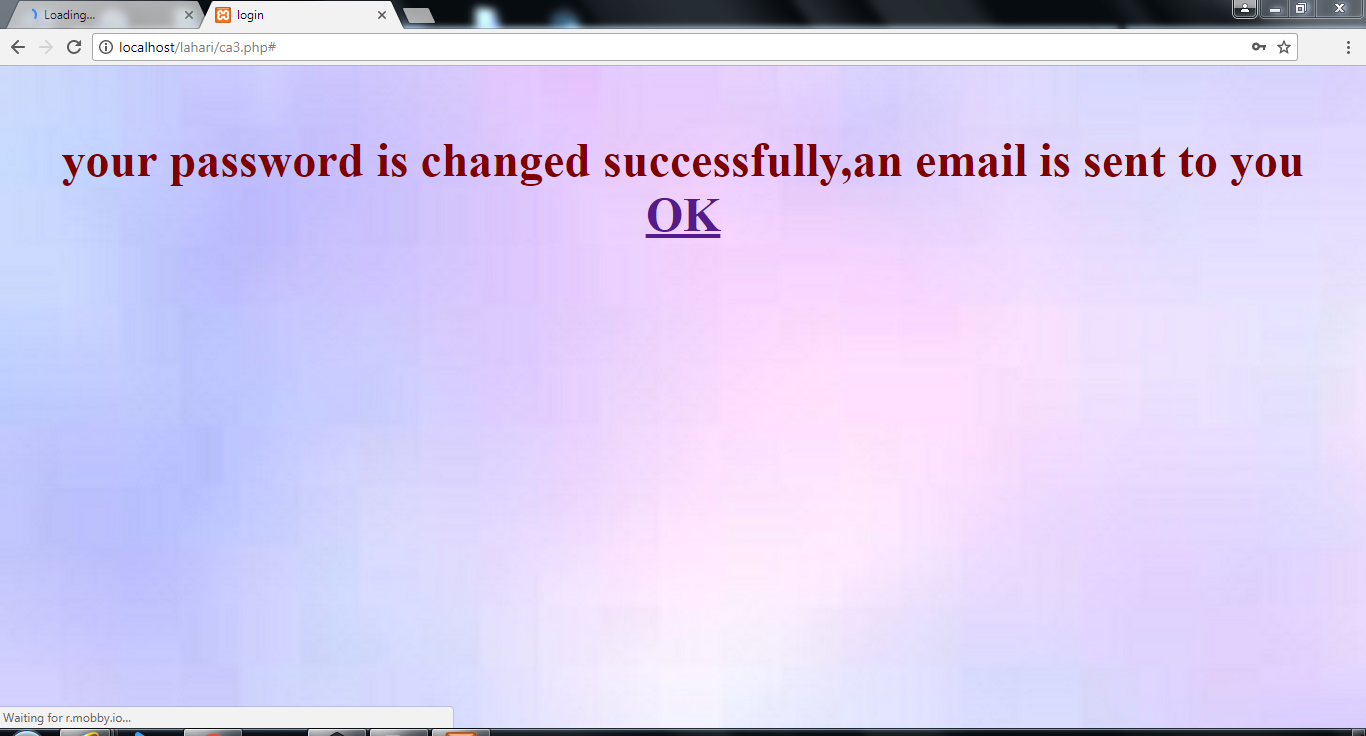 Loading...
login
localhost/lahari/ca3.php#
your password is changed successfully,an email is sent to you
OK
Waiting for r.mobby.io...